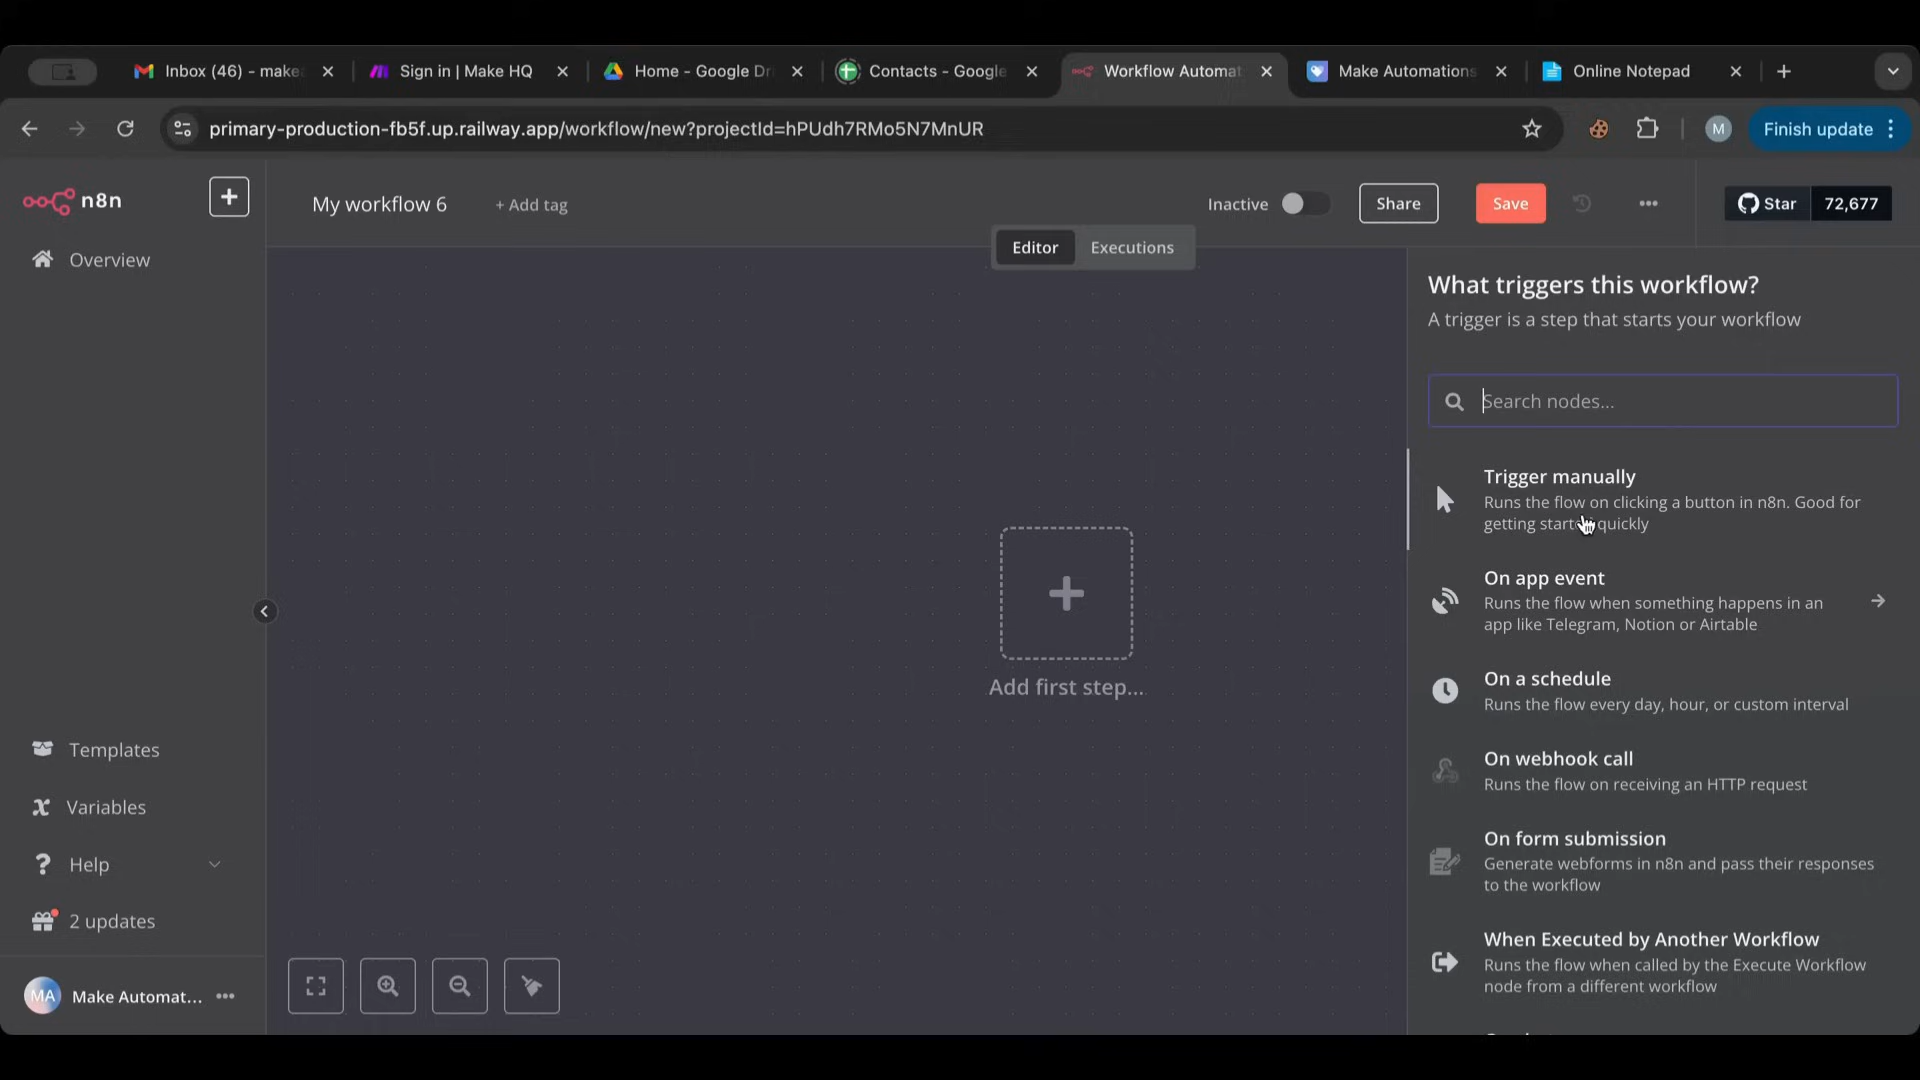 Inbox (46) - make
Sign in | Make HQ
Home - Google Dr
Contacts - Google
Workflow Automat
Make Automations
Online Notepad
primary-production-fb5f.up.railway.app/workflow/new?projectId=hPUdh7RMo5N7MnUR
M
Finish update
n8n
My workflow 6
+ Add tag
Inactive
Share
Save
Star
72,677
Editor
Executions
Overview
Templates
Variables
Help
2 updates
MA
Make Automat...
Add first step...
What triggers this workflow?
A trigger is a step that starts your workflow
Search nodes...
Trigger manually
Runs the flow on clicking a button in n8n. Good for
getting started quickly
On app event
Runs the flow when something happens in an
app like Telegram, Notion or Airtable
On a schedule
Runs the flow every day, hour, or custom interval
On webhook call
Runs the flow on receiving an HTTP request
On form submission
Generate webforms in n8n and pass their responses
to the workflow
When Executed by Another Workflow
Runs the flow when called by the Execute Workflow
node from a different workflow